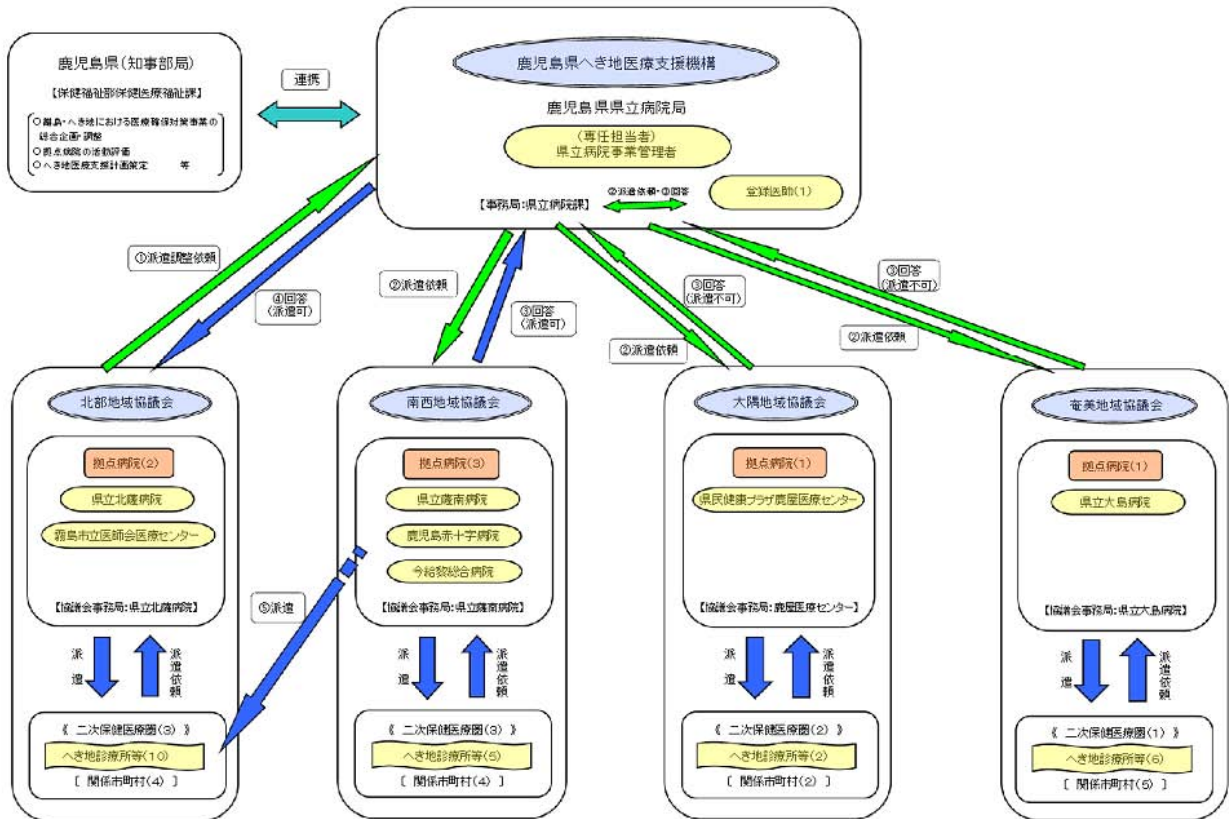 鹿児島県(知事部局)
【保健福祉部保健医療福祉課】
○離島・へき地における医療確保対策事業の
総合企画・調整
○拠点病院の活動評価
○へき地医療支援計画策定 等
連携
鹿児島県へき地医療支援機構
鹿児島県県立病院局
(専任担当者)
県立病院事業管理者
【事務局:県立病院課】
②派遣依頼・③回答
登録医師(1)
①派遣調整依頼
④回答
(派遣可)
②派遣依頼
③回答
(派遣可)
③回答
(派遣不可)
②派遣依頼
③回答
(派遣不可)
②派遣依頼
北部地域協議会
拠点病院(2)
県立北薩病院
霧島市立医師会医療センター
【協議会事務局:県立北薩病院】
派遣
派遣依頼
《 二次保健医療圏(3) 》
へき地診療所等(10)
[ 関係市町村(4) ]
⑤派遣
南西地域協議会
拠点病院(3)
県立薩南病院
鹿児島赤十字病院
今給黎総合病院
【協議会事務局:県立薩南病院】
派遣
派遣依頼
《 二次保健医療圏(3) 》
へき地診療所等(5)
[ 関係市町村(4) ]
大隅地域協議会
拠点病院(1)
県民健康プラザ鹿屋医療センター
【協議会事務局:鹿屋医療センター】
派遣
派遣依頼
《 二次保健医療圏(2) 》
へき地診療所等(2)
[ 関係市町村(2) ]
奄美地域協議会
拠点病院(1)
県立大島病院
【協議会事務局:県立大島病院】
派遣
派遣依頼
《 二次保健医療圏(1) 》
へき地診療所等(6)
[ 関係市町村(5) ]